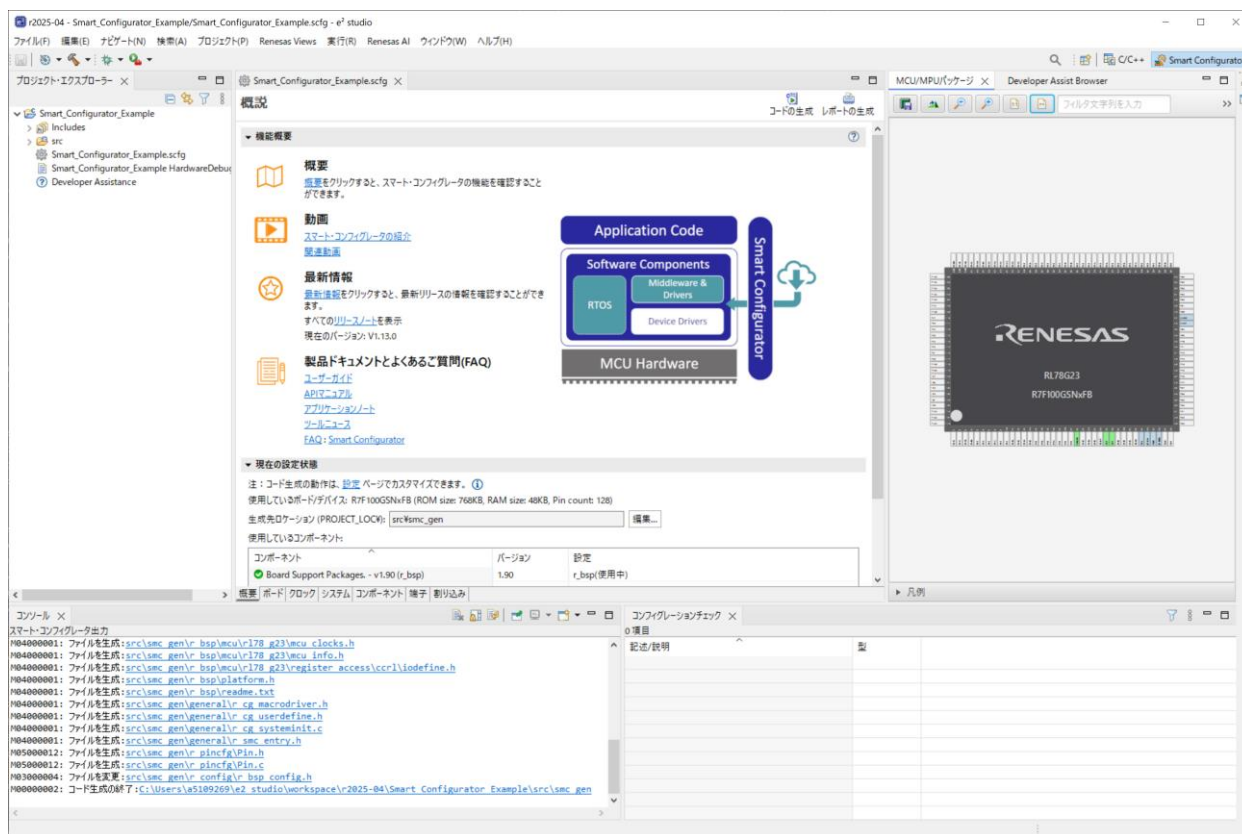 r2025-04 - Smart_Configurator_Example/Smart_Configurator_Example.scfg - e² studio
ファイル(F) 編集(E) ナビゲート(N) 検索(A) プロジェクト(P) Renesas Views 実行(R) Renesas AI ウィンドウ(W) ヘルプ(H)
C/C++ Smart Configurato
プロジェクト・エクスプローラー
Smart_Configurator_Example
Includes
src
Smart_Configurator_Example.scfg
Smart_Configurator_Example HardwareDebu
Developer Assistance
Smart_Configurator_Example.scfg
概説
コードの生成 レポートの生成
機能概要
概要
概要をクリックすると、スマート・コンフィグレータの機能を確認すること
ができます。
動画
スマート・コンフィグレータの紹介
関連動画
最新情報
最新情報をクリックすると、最新リリースの情報を確認することができ
ます。
すべてのリリースノートを表示
現在のバージョン: V1.13.0
製品ドキュメントとよくあるご質問(FAQ)
ユーザーガイド
APIマニュアル
アプリケーションノート
ツールニュース
FAQ : Smart Configurator
Application Code
Software Components
RTOS
Middleware &
Drivers
Device Drivers
MCU Hardware
Smart Configurator
現在の設定状態
注：コード生成の動作は、設定 ページでカスタマイズできます。
使用しているボード/デバイス: R7F100GSNxFB (ROM size: 768KB, RAM size: 48KB, Pin count: 128)
生成先ロケーション (PROJECT_LOC¥): src¥smc_gen 編集...
使用しているコンポーネント:
コンポーネント バージョン 設定
Board Support Packages. - v1.90 (r_bsp) 1.90 r_bsp(使用中)
概要 ボード クロック システム コンポーネント 端子 割り込み
MCU/MPUパッケージ Developer Assist Browser
フィルタ文字列を入力
RENESAS
RL78G23
R7F100GSNxFB
凡例
コンソール
スマート・コンフィグレータ出力
M04000001: ファイルを生成:src\smc_gen\r_bsp\mcu\rl78_g23\mcu_clocks.h
M04000001: ファイルを生成:src\smc_gen\r_bsp\mcu\rl78_g23\mcu_info.h
M04000001: ファイルを生成:src\smc_gen\r_bsp\mcu\rl78_g23\register_access\ccrl\iodefine.h
M04000001: ファイルを生成:src\smc_gen\r_bsp\platform.h
M04000001: ファイルを生成:src\smc_gen\r_bsp\readme.txt
M04000001: ファイルを生成:src\smc_gen\general\r_cg_macrodriver.h
M04000001: ファイルを生成:src\smc_gen\general\r_cg_userdefine.h
M04000001: ファイルを生成:src\smc_gen\general\r_cg_systeminit.c
M04000001: ファイルを生成:src\smc_gen\general\r_smc_entry.h
M05000012: ファイルを生成:src\smc_gen\r_pincfg\Pin.h
M05000012: ファイルを生成:src\smc_gen\r_pincfg\Pin.c
M03000004: ファイルを変更:src\smc_gen\r_config\r_bsp_config.h
M00000002: コード生成の終了:C:\Users\a5109269\e2_studio\workspace\r2025-04\Smart_Configurator_Example\src\smc_gen
コンフィグレーションチェック
0 項目
記述/説明 型